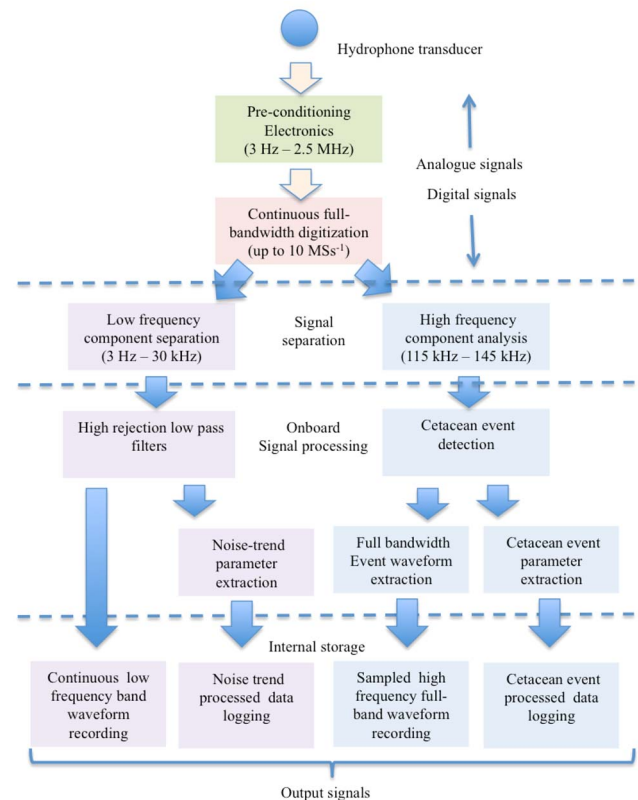 Hydrophone transducer
Pre-conditioning
Electronics
(3 Hz – 2.5 MHz)
Analogue signals
Digital signals
Continuous full-
bandwidth digitization
(up to 10 MSs⁻¹)
Low frequency
component separation
(3 Hz – 30 kHz)
Signal
separation
High frequency
component analysis
(115 kHz – 145 kHz)
High rejection low pass
filters
Onboard
Signal processing
Cetacean event
detection
Noise-trend
parameter
extraction
Full bandwidth
Event waveform
extraction
Cetacean event
parameter
extraction
Internal storage
Continuous low
frequency band
waveform
recording
Noise trend
processed data
logging
Sampled high
frequency full-
band waveform
recording
Cetacean event
processed data
logging
Output signals